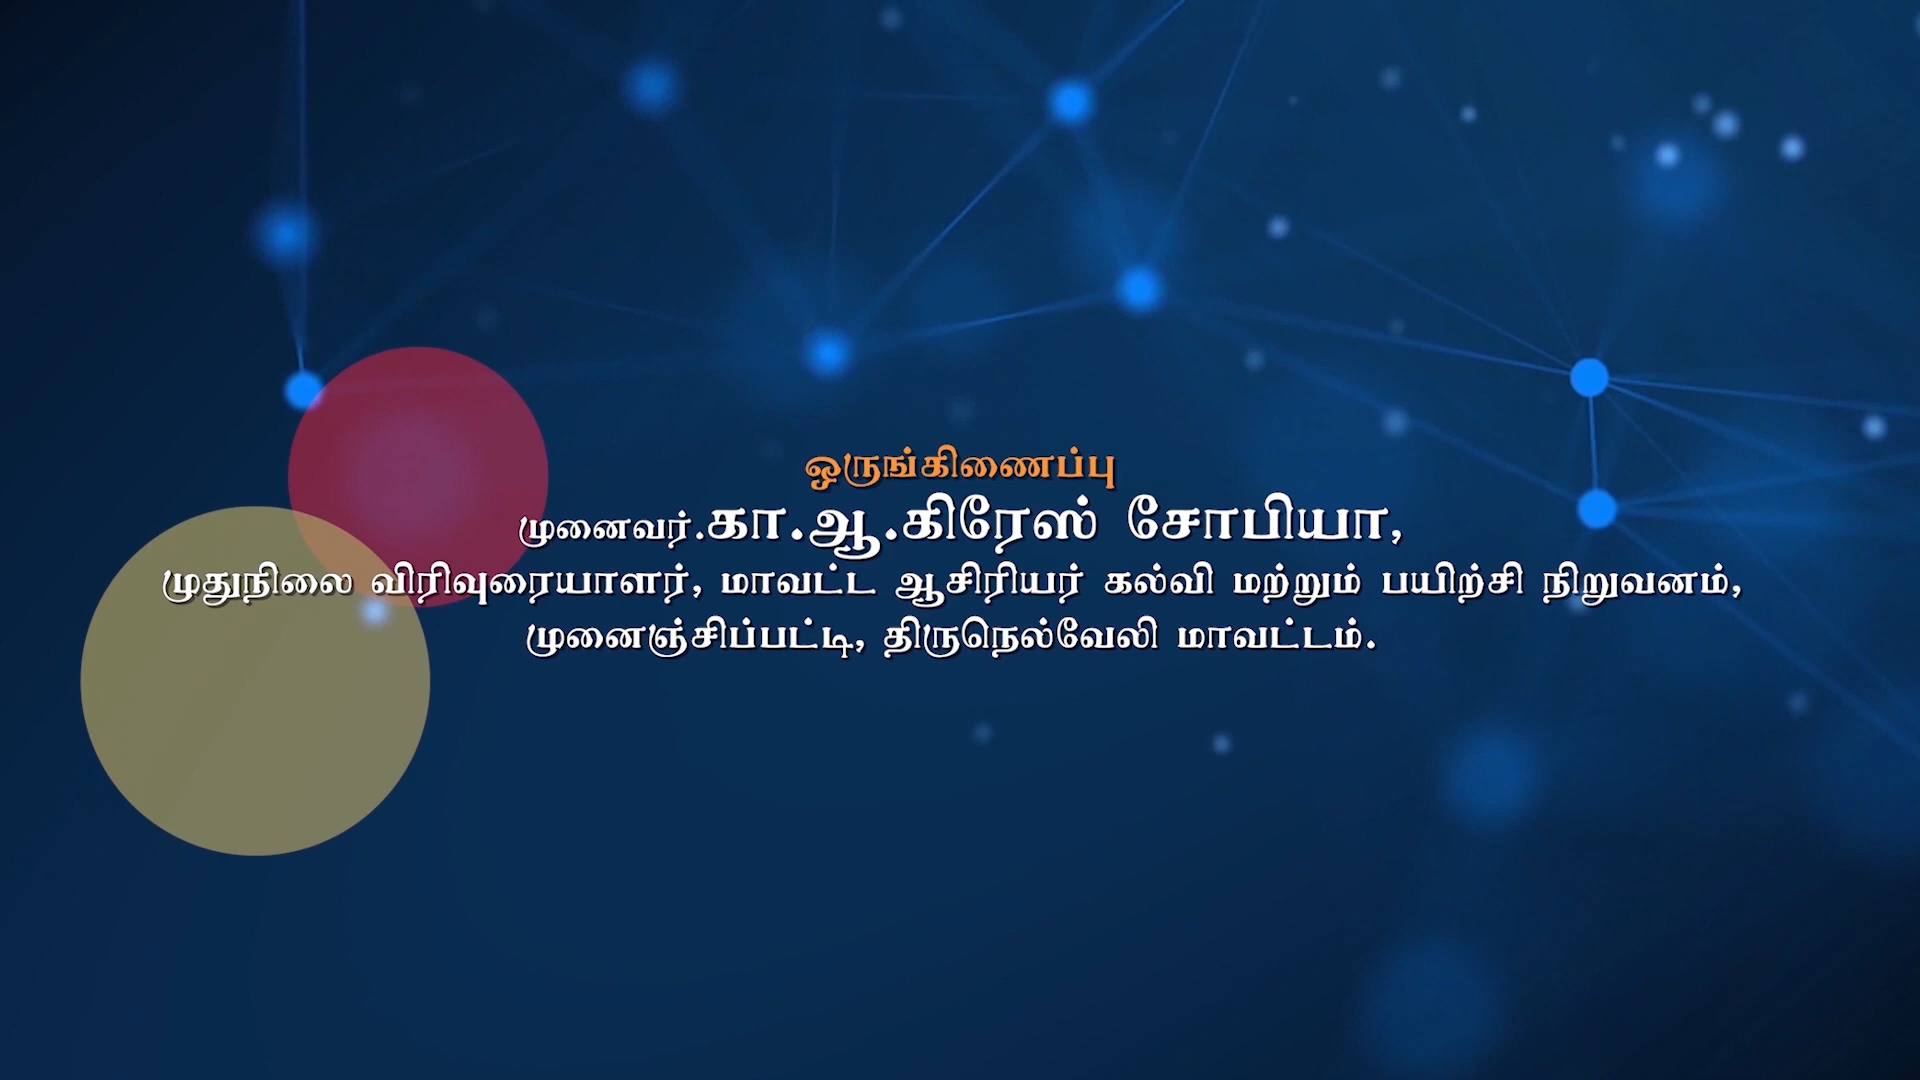 ஒருங்கிணைப்பு
முனைவர்.கா.ஆ.கிரேஸ் சோபியா,
முதுநிலை விரிவுரையாளர், மாவட்ட ஆசிரியர் கல்வி மற்றும் பயிற்சி நிறுவனம்,
முனைஞ்சிப்பட்டி, திருநெல்வேலி மாவட்டம்.